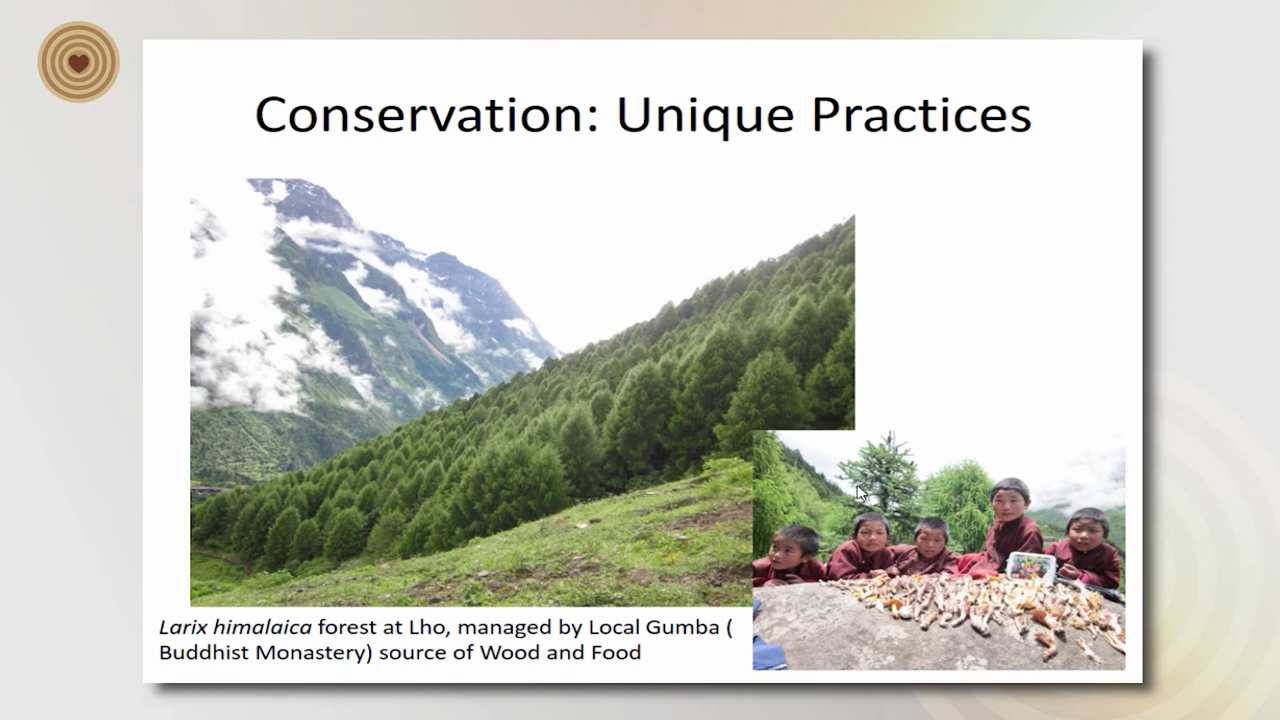 Conservation: Unique Practices
Larix himalaica forest at Lho, managed by Local Gumba (
Buddhist Monastery) source of Wood and Food